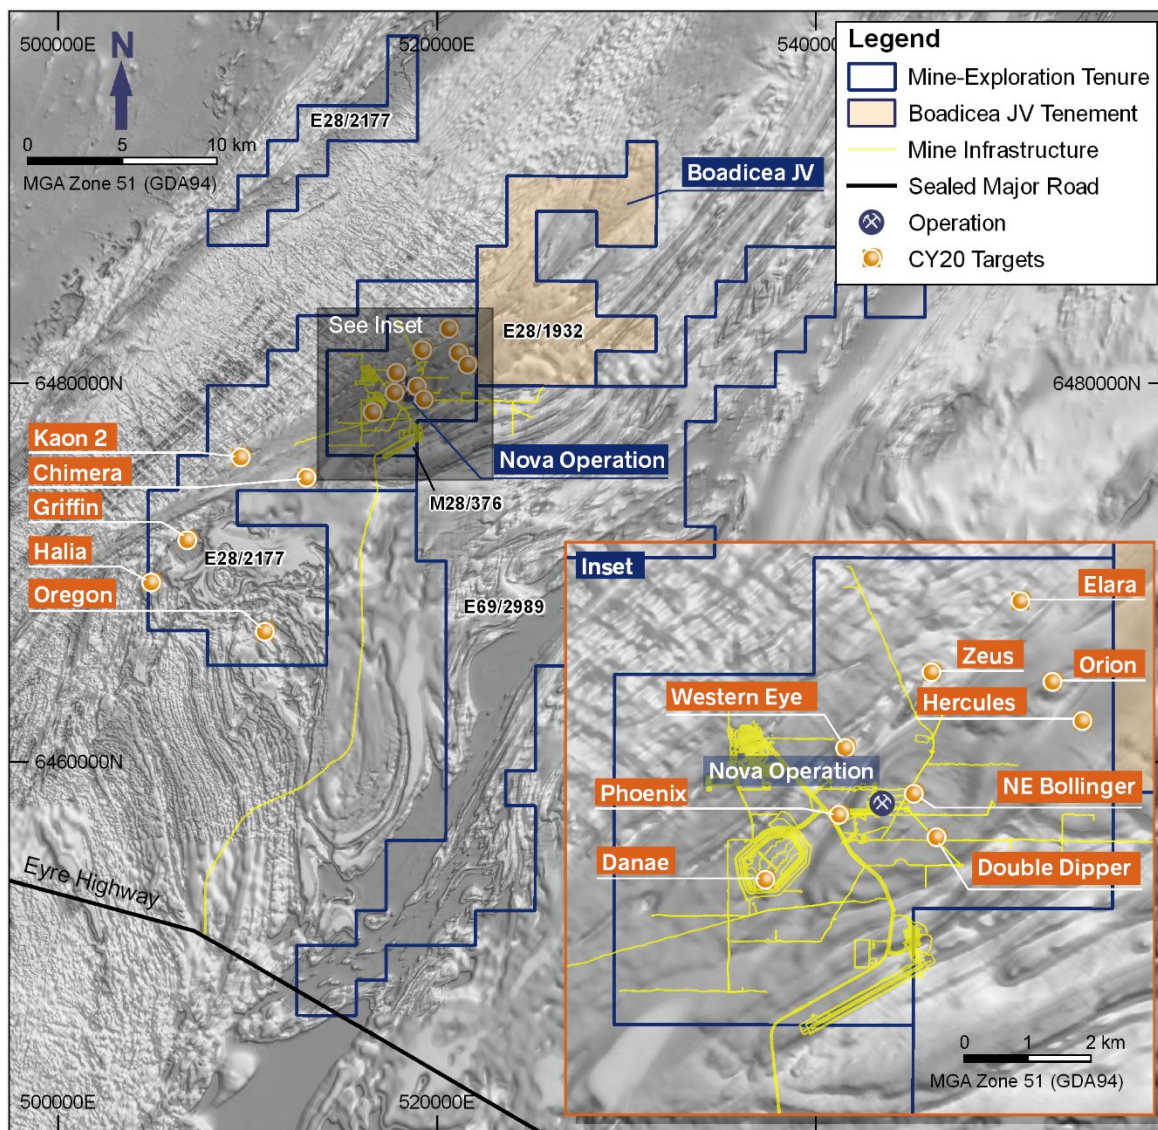 500000E
520000E
540000E
N
0 5 10 km
MGA Zone 51 (GDA94)
Legend
Mine-Exploration Tenure
Boadicea JV Tenement
Mine Infrastructure
Sealed Major Road
Operation
CY20 Targets
E28/2177
Boadicea JV
See Inset
E28/1932
6480000N
6480000N
Kaon 2
Chimera
Griffin
Halia
Oregon
Nova Operation
M28/376
E28/2177
E69/2989
6460000N
Eyre Highway
Inset
Elara
Zeus
Orion
Western Eye
Hercules
Nova Operation
Phoenix
NE Bollinger
Danae
Double Dipper
0 1 2 km
MGA Zone 51 (GDA94)
500000E
520000E